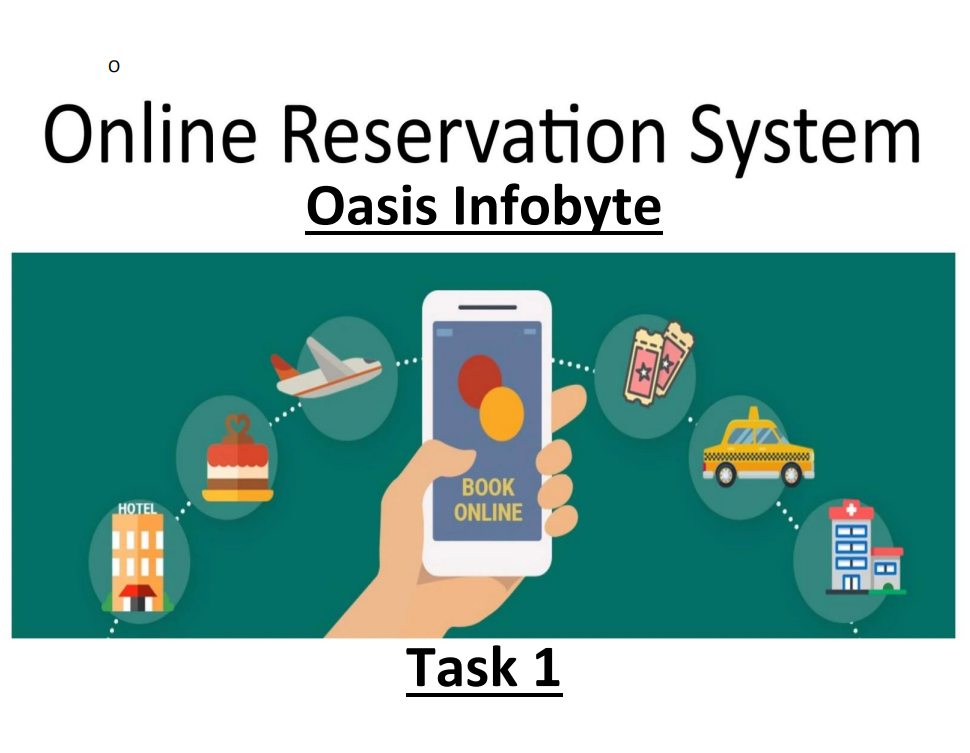 o
Online Reservation System
Oasis Infobyte
BOOK
ONLINE
HOTEL
Task 1